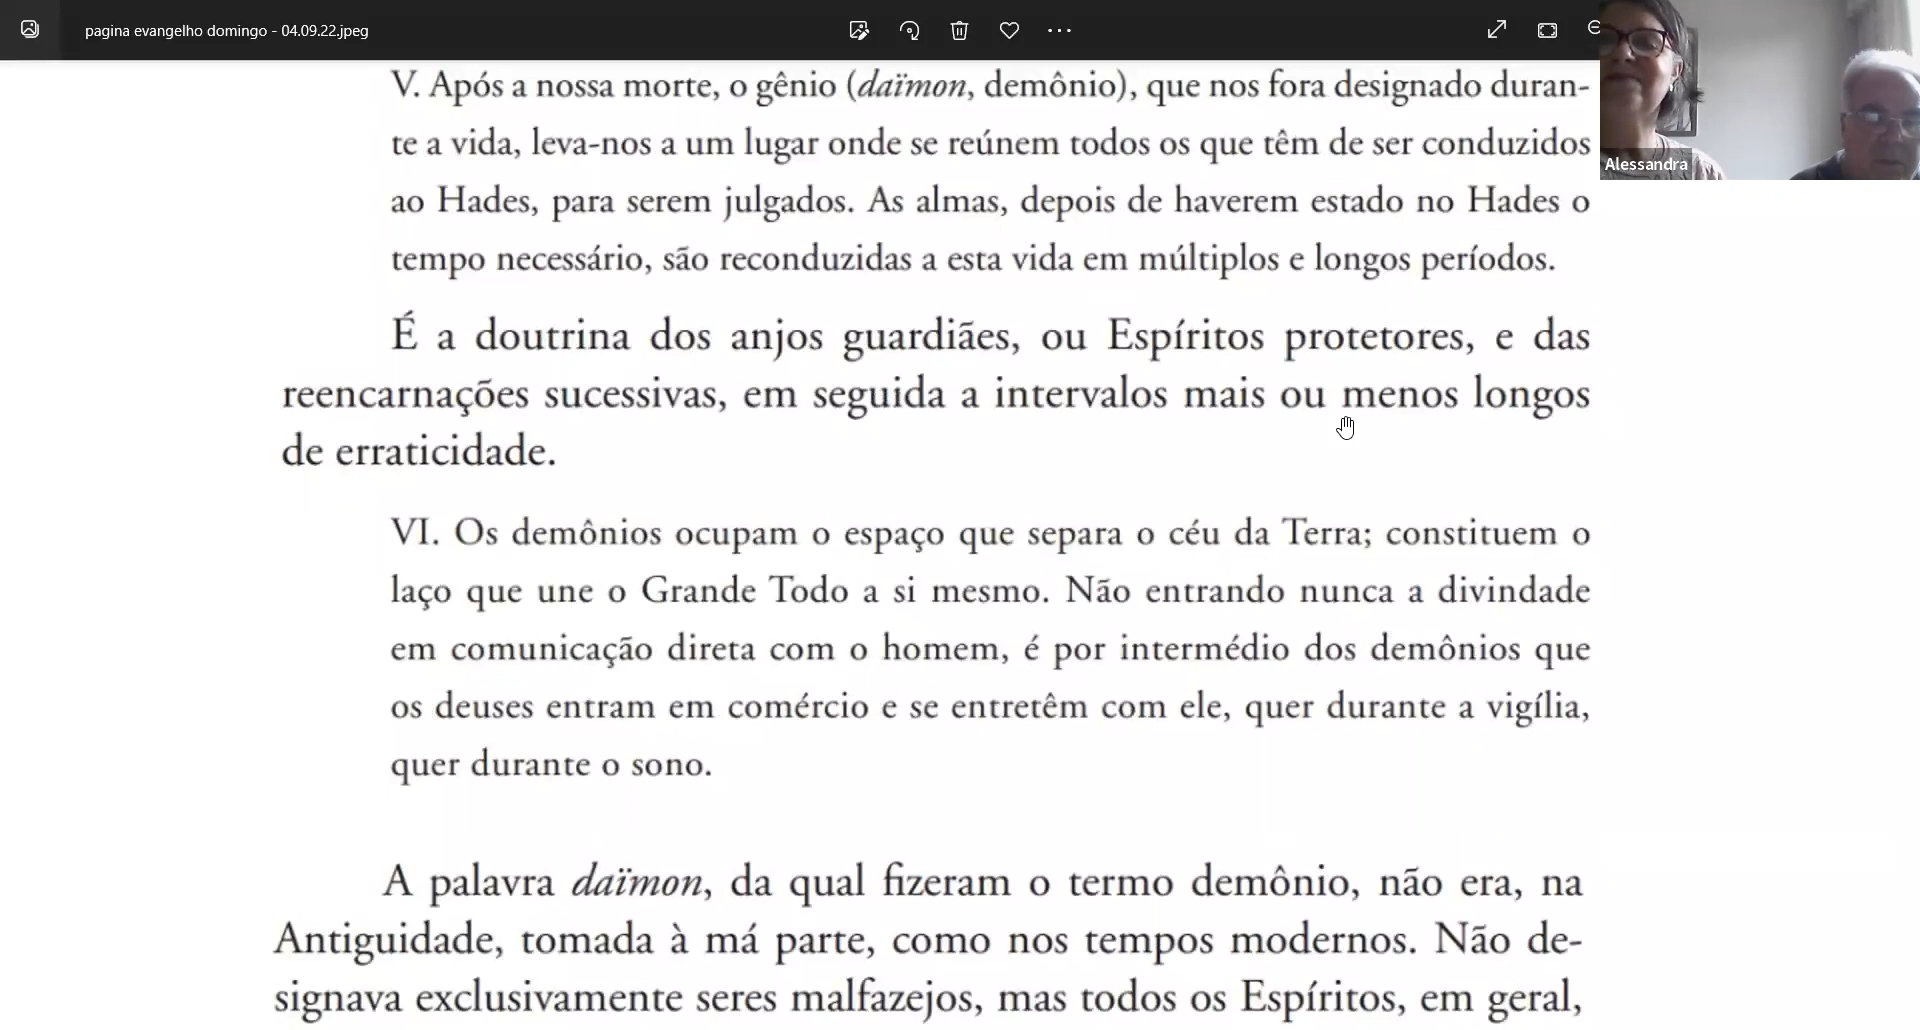 pagina evangelho domingo - 04.09.22.jpeg
V. Após a nossa morte, o gênio (daïmon, demônio), que nos fora designado duran-
te a vida, leva-nos a um lugar onde se reúnem todos os que têm de ser conduzidos
Alessandra
ao Hades, para serem julgados. As almas, depois de haverem estado no Hades o
tempo necessário, são reconduzidas a esta vida em múltiplos e longos períodos.
É a doutrina dos anjos guardiães, ou Espíritos protetores, e das
reencarnações sucessivas, em seguida a intervalos mais ou menos longos
de erraticidade.
VI. Os demônios ocupam o espaço que separa o céu da Terra; constituem o
laço que une o Grande Todo a si mesmo. Não entrando nunca a divindade
em comunicação direta com o homem, é por intermédio dos demônios que
os deuses entram em comércio e se entretêm com ele, quer durante a vigília,
quer durante o sono.
A palavra daïmon, da qual fizeram o termo demônio, não era, na
Antiguidade, tomada à má parte, como nos tempos modernos. Não de-
signava exclusivamente seres malfazejos, mas todos os Espíritos, em geral,